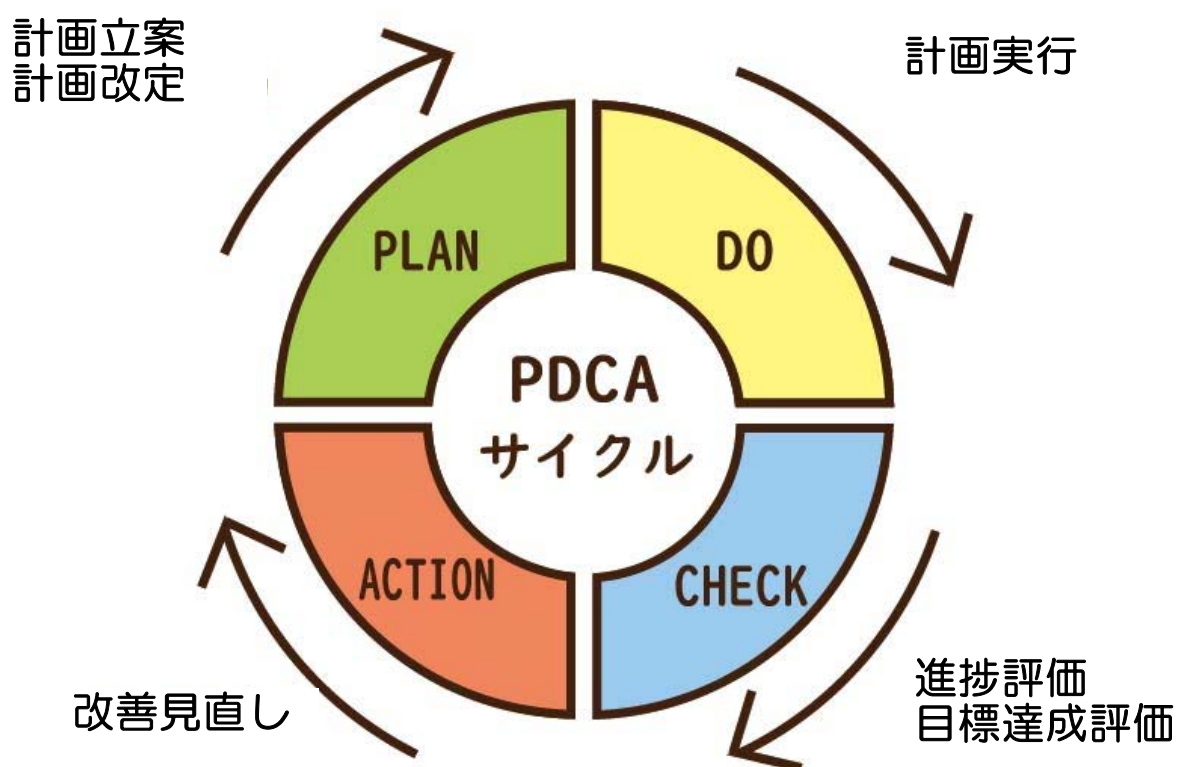 計画立案
計画改定
計画実行
PLAN
DO
PDCA
サイクル
ACTION
CHECK
改善見直し
進捗評価
目標達成評価